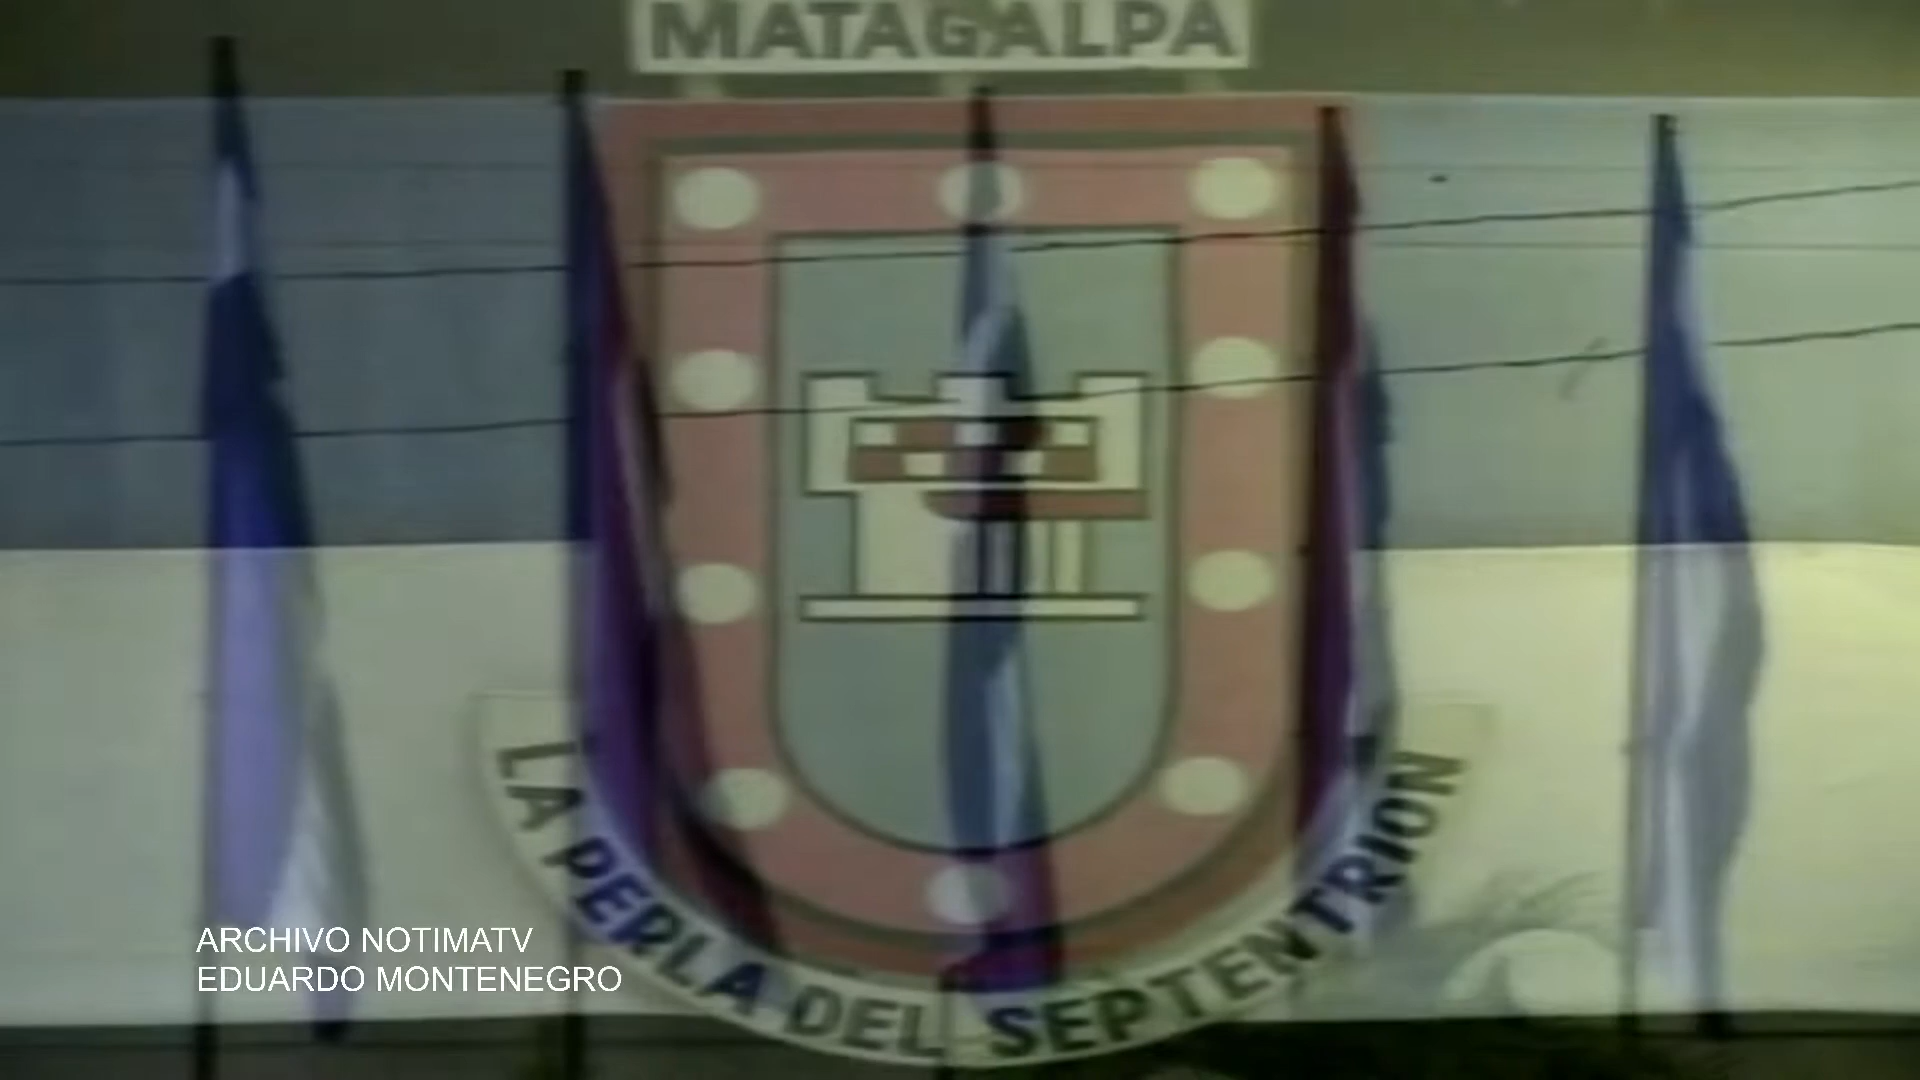 MATAGALPA
LA PERLA DEL SEPTENTRION
ARCHIVO NOTIMATV
EDUARDO MONTENEGRO